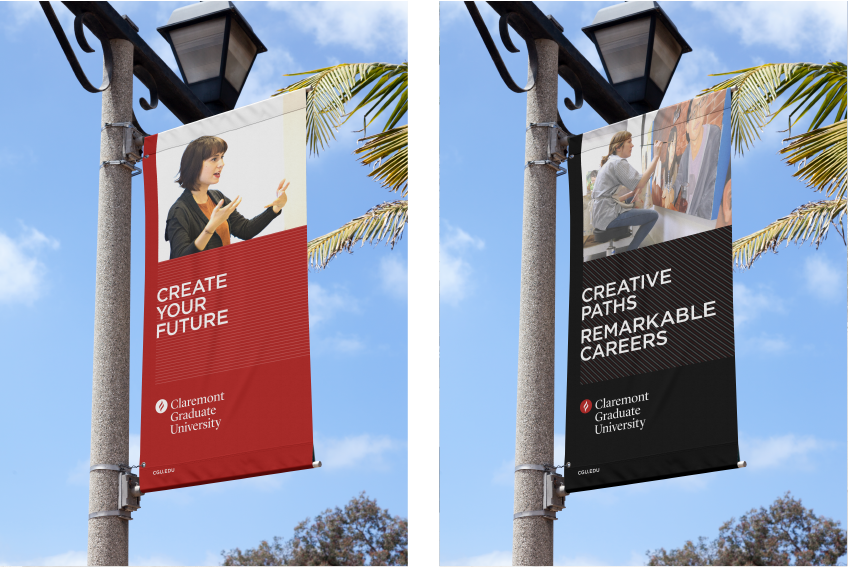 CREATE
YOUR
FUTURE
Claremont
Graduate
University
CGU.EDU
CREATIVE
PATHS
REMARKABLE
CAREERS
Claremont
Graduate
University
CGU.EDU